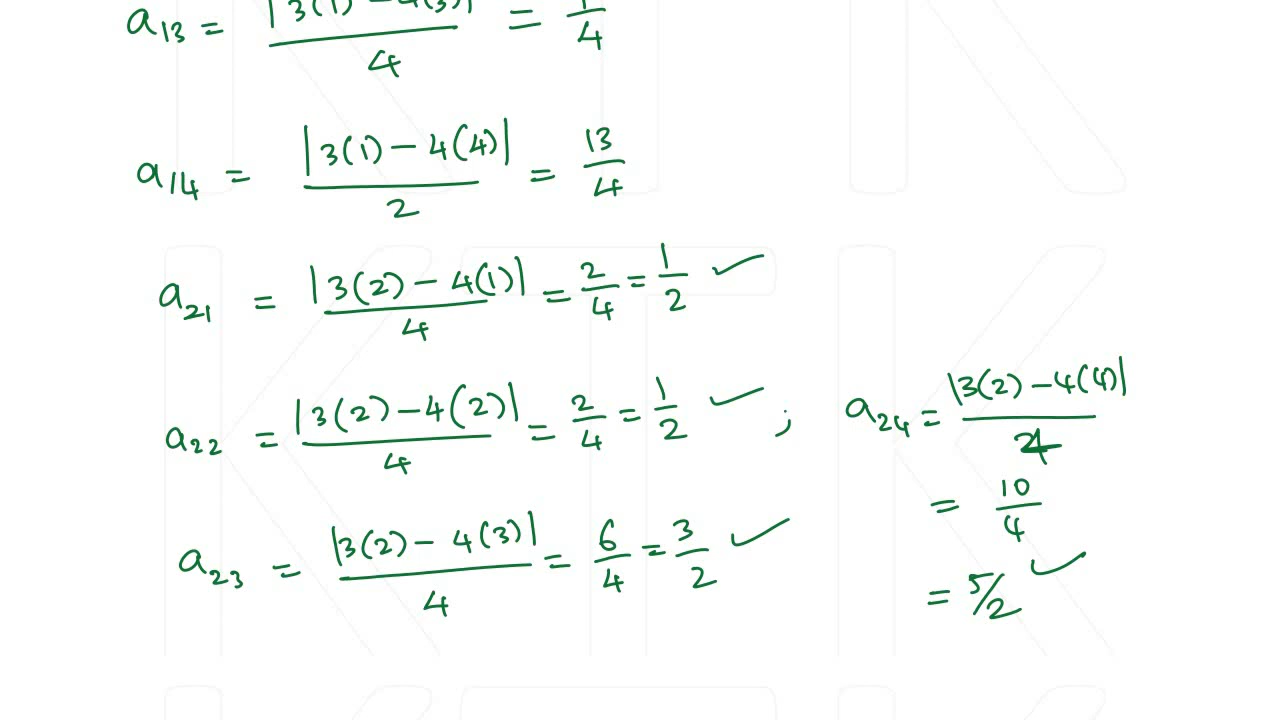 a₁₃ = |3(1) − 4(3)| / 4 = / 4
a₁₄ = |3(1) − 4(4)| / 2 = 13/4
a₂₁ = |3(2) − 4(1)| / 4 = 2/4 = 1/2 ✓
a₂₂ = |3(2) − 4(2)| / 4 = 2/4 = 1/2 ✓ ; a₂₄ = |3(2) − 4(4)| / 4
= 10/4
a₂₃ = |3(2) − 4(3)| / 4 = 6/4 = 3/2 ✓
= 5/2 ✓